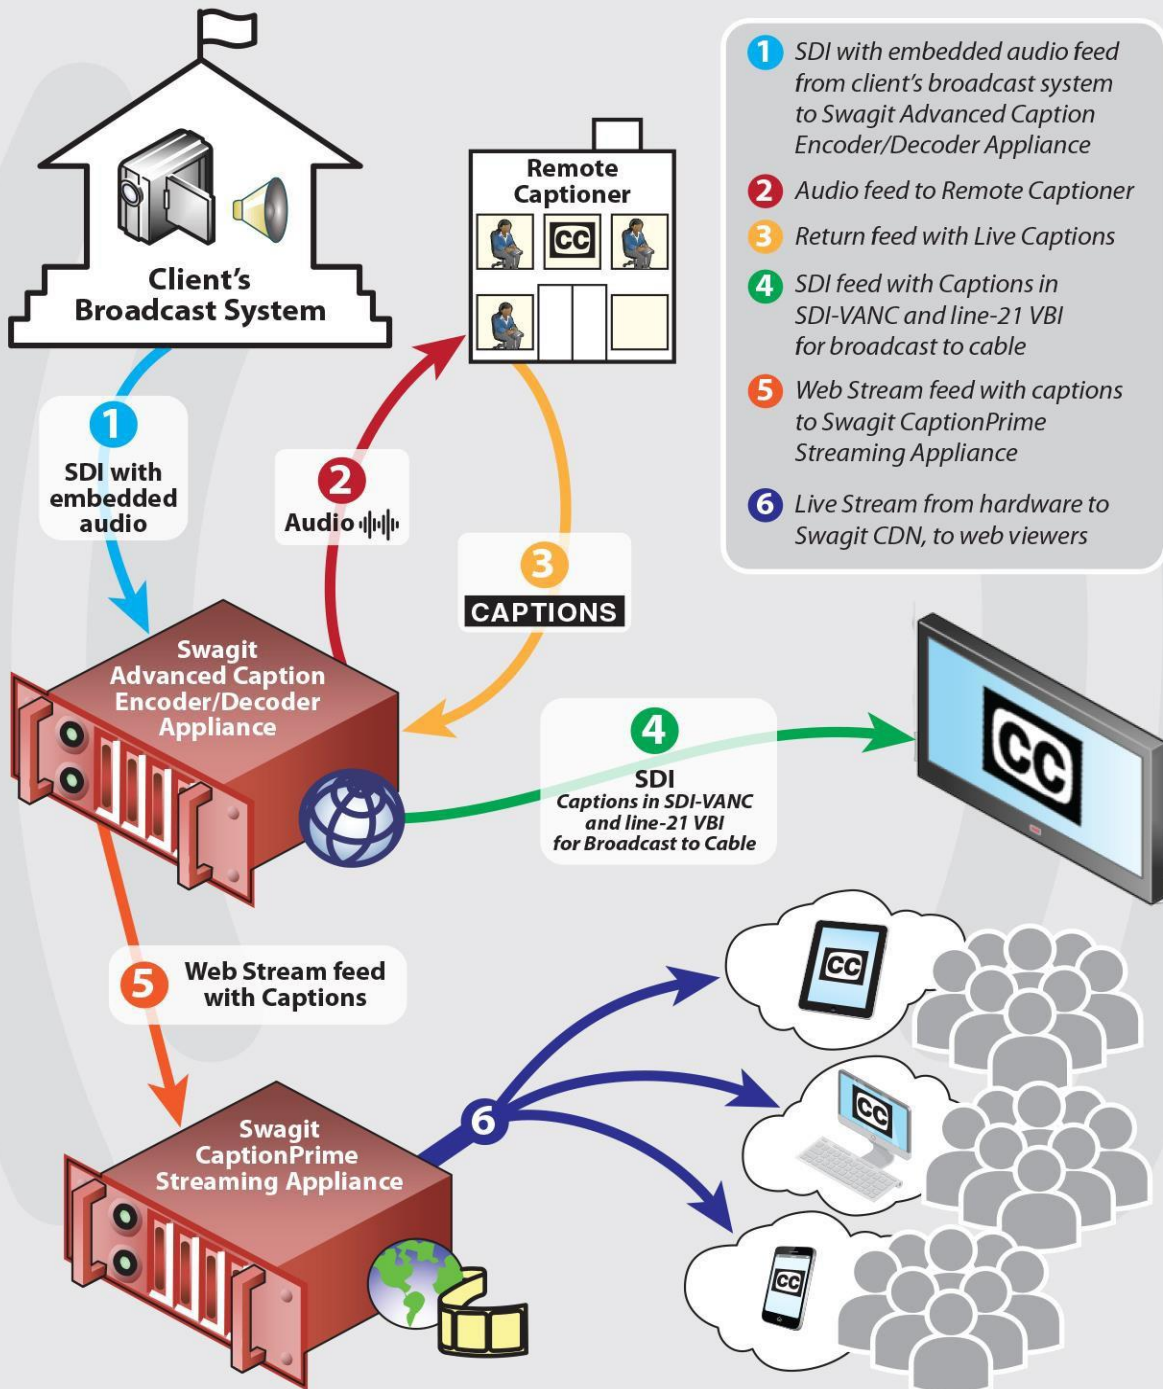 Client's
Broadcast System
Remote
Captioner
CC
1 SDI with embedded audio feed
from client's broadcast system
to Swagit Advanced Caption
Encoder/Decoder Appliance
2 Audio feed to Remote Captioner
3 Return feed with Live Captions
4 SDI feed with Captions in
SDI-VANC and line-21 VBI
for broadcast to cable
5 Web Stream feed with captions
to Swagit CaptionPrime
Streaming Appliance
6 Live Stream from hardware to
Swagit CDN, to web viewers
1
SDI with
embedded
audio
2
Audio
3
CAPTIONS
Swagit
Advanced Caption
Encoder/Decoder
Appliance
4
SDI
Captions in SDI-VANC
and line-21 VBI
for Broadcast to Cable
CC
5
Web Stream feed
with Captions
Swagit
CaptionPrime
Streaming Appliance
6
CC
CC
CC